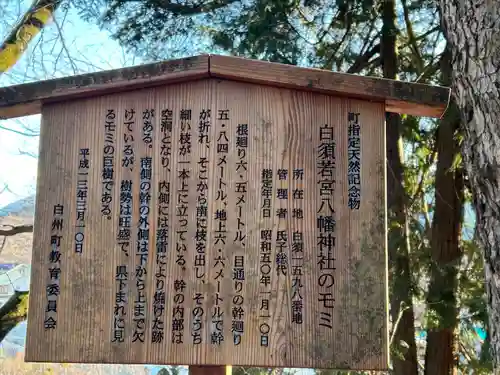 町指定天然記念物
白須若宮八幡神社のモミ
所在地　白須一五九八番地
管理者　氏子総代
指定年月日　昭和五〇年一月一〇日
根廻り六・五メートル、目通りの幹廻り
五・八四メートル、地上六・六メートルで幹
が折れ、そこから南に枝を出し、そのうち
細い枝が一本上に立っている。幹の内部は
空洞となり、内側には落雷により焼けた跡
がある。南側の幹の外側は下から上まで欠
けているが、樹勢は旺盛で、県下まれに見
るモミの巨樹である。
平成一三年三月一〇日
白州町教育委員会